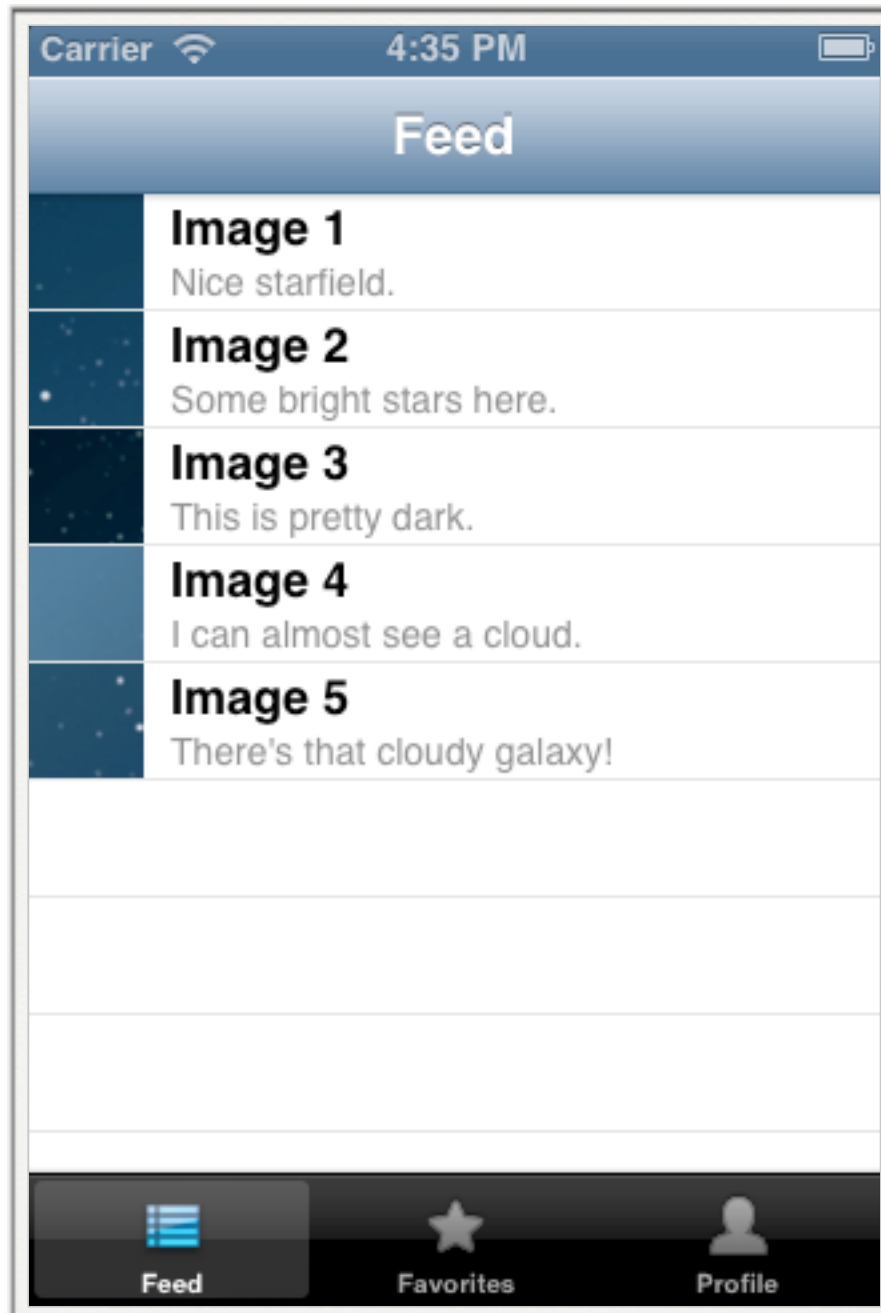 Carrier 4:35 PM
Feed
Image 1
Nice starfield.
Image 2
Some bright stars here.
Image 3
This is pretty dark.
Image 4
I can almost see a cloud.
Image 5
There's that cloudy galaxy!
Feed Favorites Profile